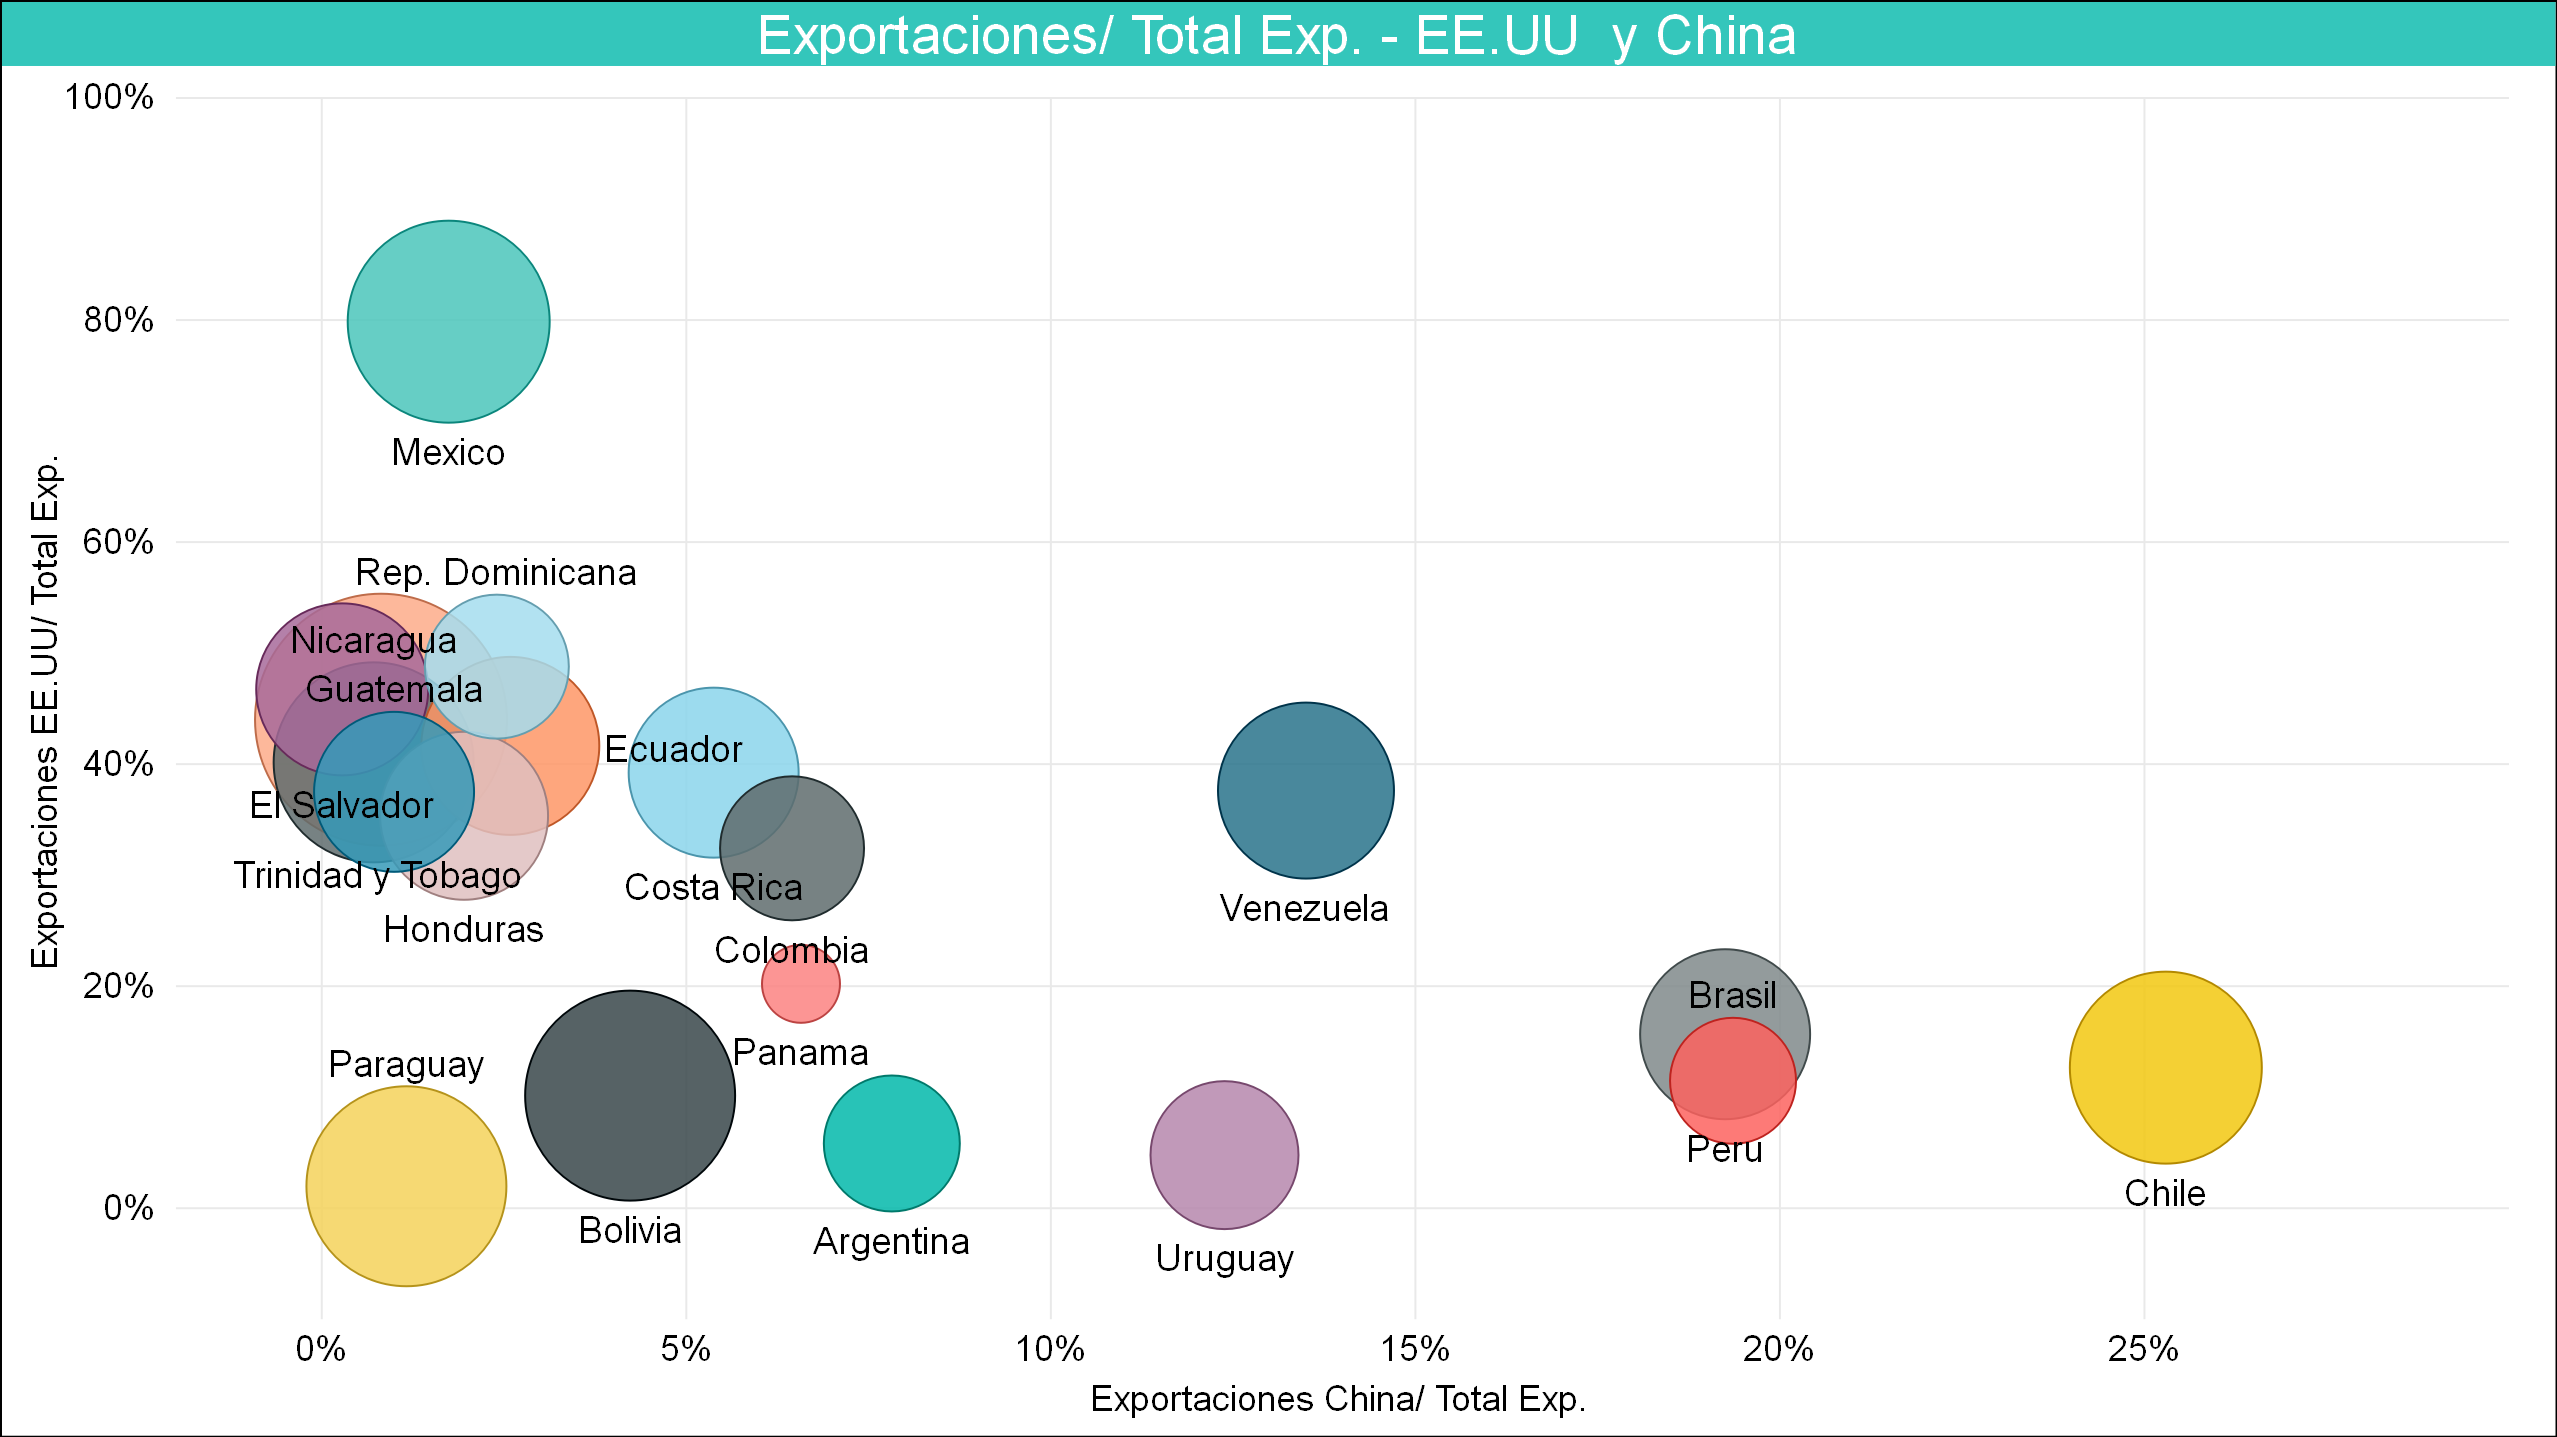 Exportaciones/ Total Exp. - EE.UU  y China
100%
80%
60%
40%
20%
0%
Exportaciones EE.UU/ Total Exp.
Mexico
Rep. Dominicana
Nicaragua
Guatemala
Ecuador
El Salvador
Trinidad y Tobago
Costa Rica
Honduras
Colombia
Venezuela
Brasil
Panama
Paraguay
Peru
Chile
Bolivia
Argentina
Uruguay
0%
5%
10%
15%
20%
25%
Exportaciones China/ Total Exp.